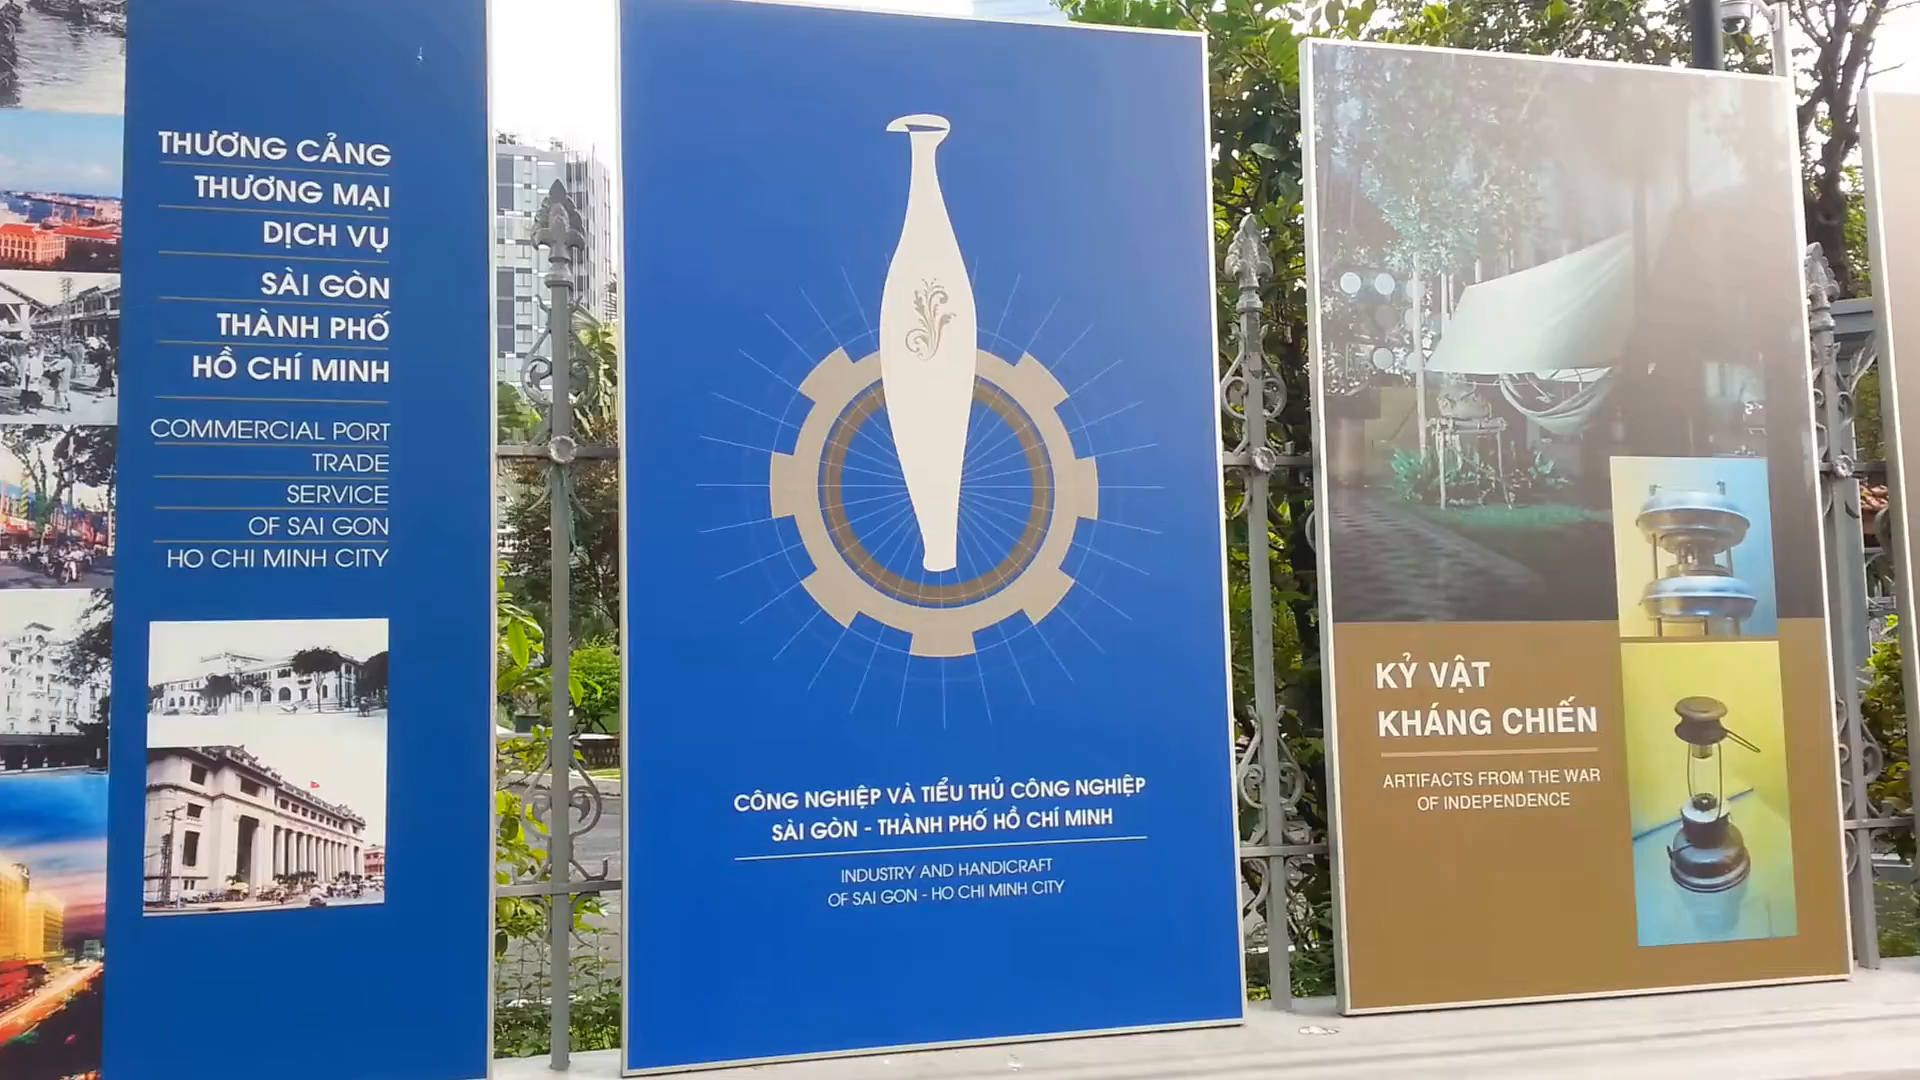 THƯƠNG CẢNG
THƯƠNG MẠI
DỊCH VỤ
SÀI GÒN
THÀNH PHỐ
HỒ CHÍ MINH
COMMERCIAL PORT
TRADE
SERVICE
OF SAI GON
HO CHI MINH CITY
CÔNG NGHIỆP VÀ TIỂU THỦ CÔNG NGHIỆP
SÀI GÒN - THÀNH PHỐ HỒ CHÍ MINH
INDUSTRY AND HANDICRAFT
OF SAI GON - HO CHI MINH CITY
KỶ VẬT
KHÁNG CHIẾN
ARTIFACTS FROM THE WAR
OF INDEPENDENCE